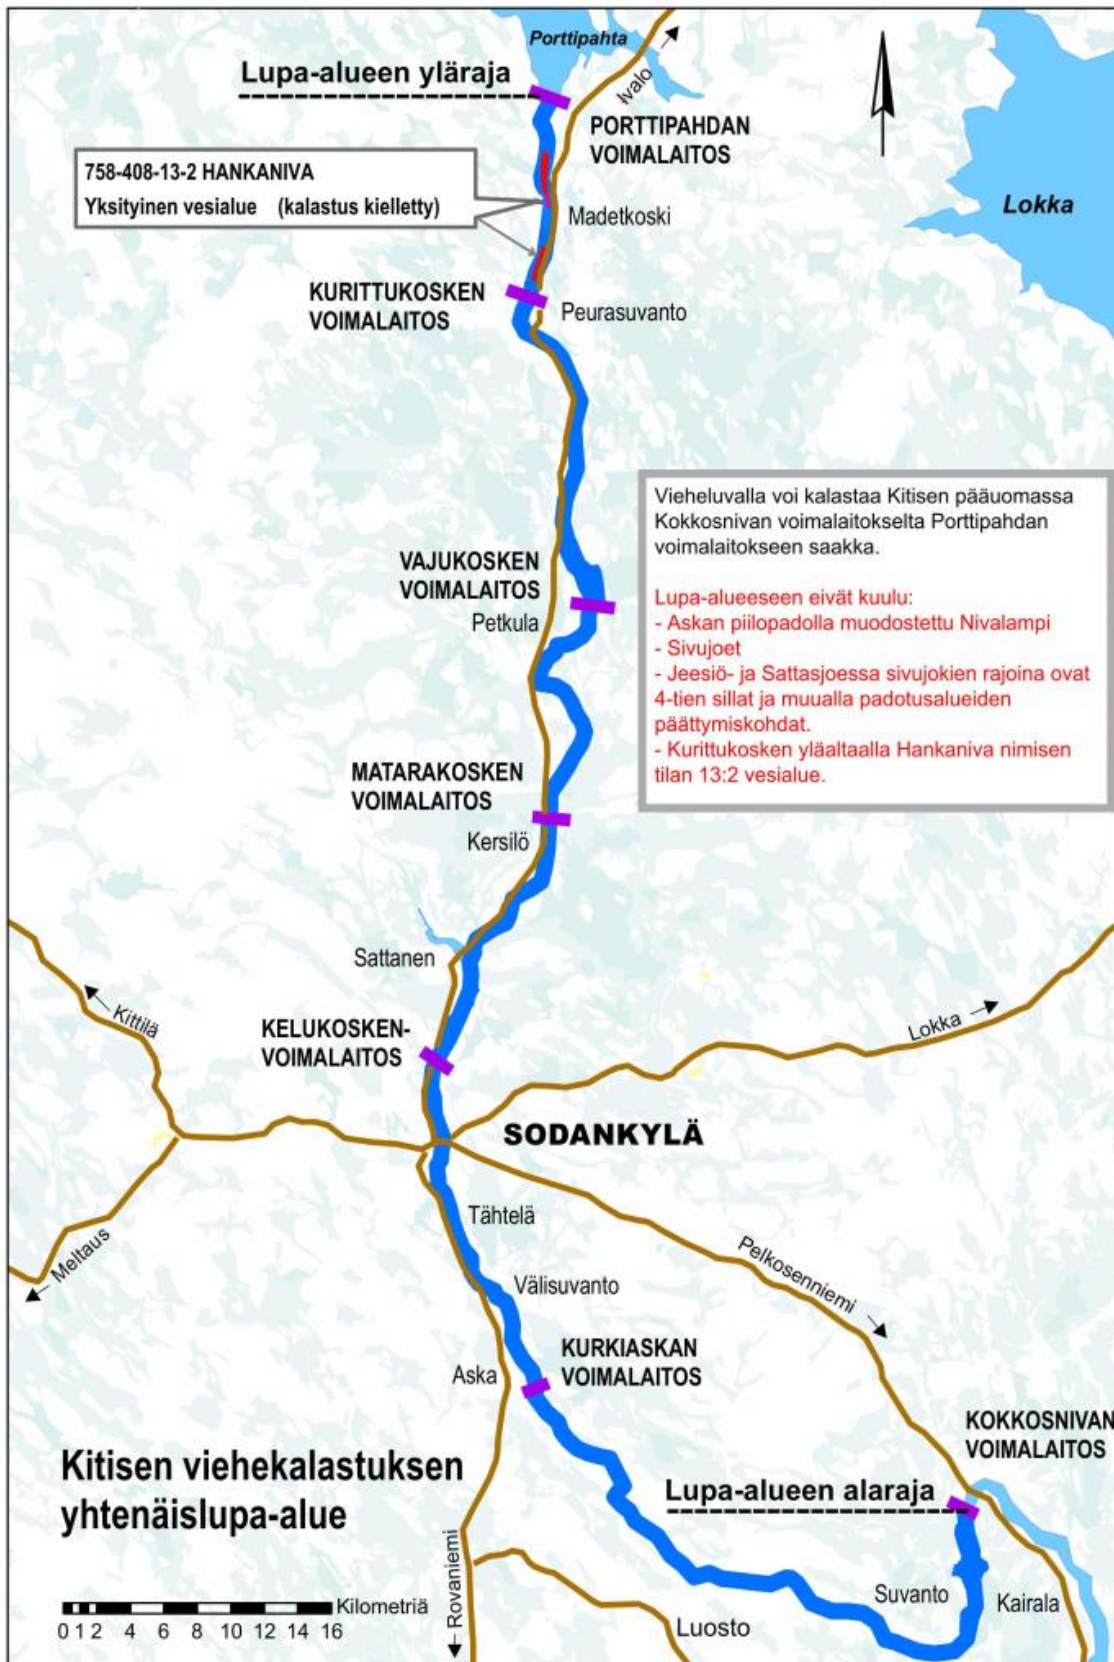 Porttipahta
Lupa-alueen yläraja
Ivalo
PORTTIPAHDAN
VOIMALAITOS
758-408-13-2 HANKANIVA
Yksityinen vesialue (kalastus kielletty)
Madetkoski
Lokka
KURITTUKOSKEN
VOIMALAITOS
Peurasuvanto
Vieheluvalla voi kalastaa Kitisen pääuomassa
Kokkosnivan voimalaitokselta Porttipahdan
voimalaitokseen saakka.
Lupa-alueeseen eivät kuulu:
- Askan piilopadolla muodostettu Nivalampi
- Sivujoet
- Jeesiö- ja Sattasjoessa sivujokien rajoina ovat
4-tien sillat ja muualla padotusalueiden
päättymiskohdat.
- Kurittukosken yläaltaalla Hankaniva nimisen
tilan 13:2 vesialue.
VAJUKOSKEN
VOIMALAITOS
Petkula
MATARAKOSKEN
VOIMALAITOS
Kersilö
Sattanen
Kittilä
KELUKOSKEN-
VOIMALAITOS
Lokka
SODANKYLÄ
Tähtelä
Meltaus
Pelkosenniemi
Välisuvanto
KURKIASKAN
VOIMALAITOS
Aska
KOKKOSNIVAN
VOIMALAITOS
Kitisen viehekalastuksen
yhtenäislupa-alue
Lupa-alueen alaraja
Rovaniemi
Suvanto
Kairala
Luosto
Kilometriä
0 1 2 4 6 8 10 12 14 16